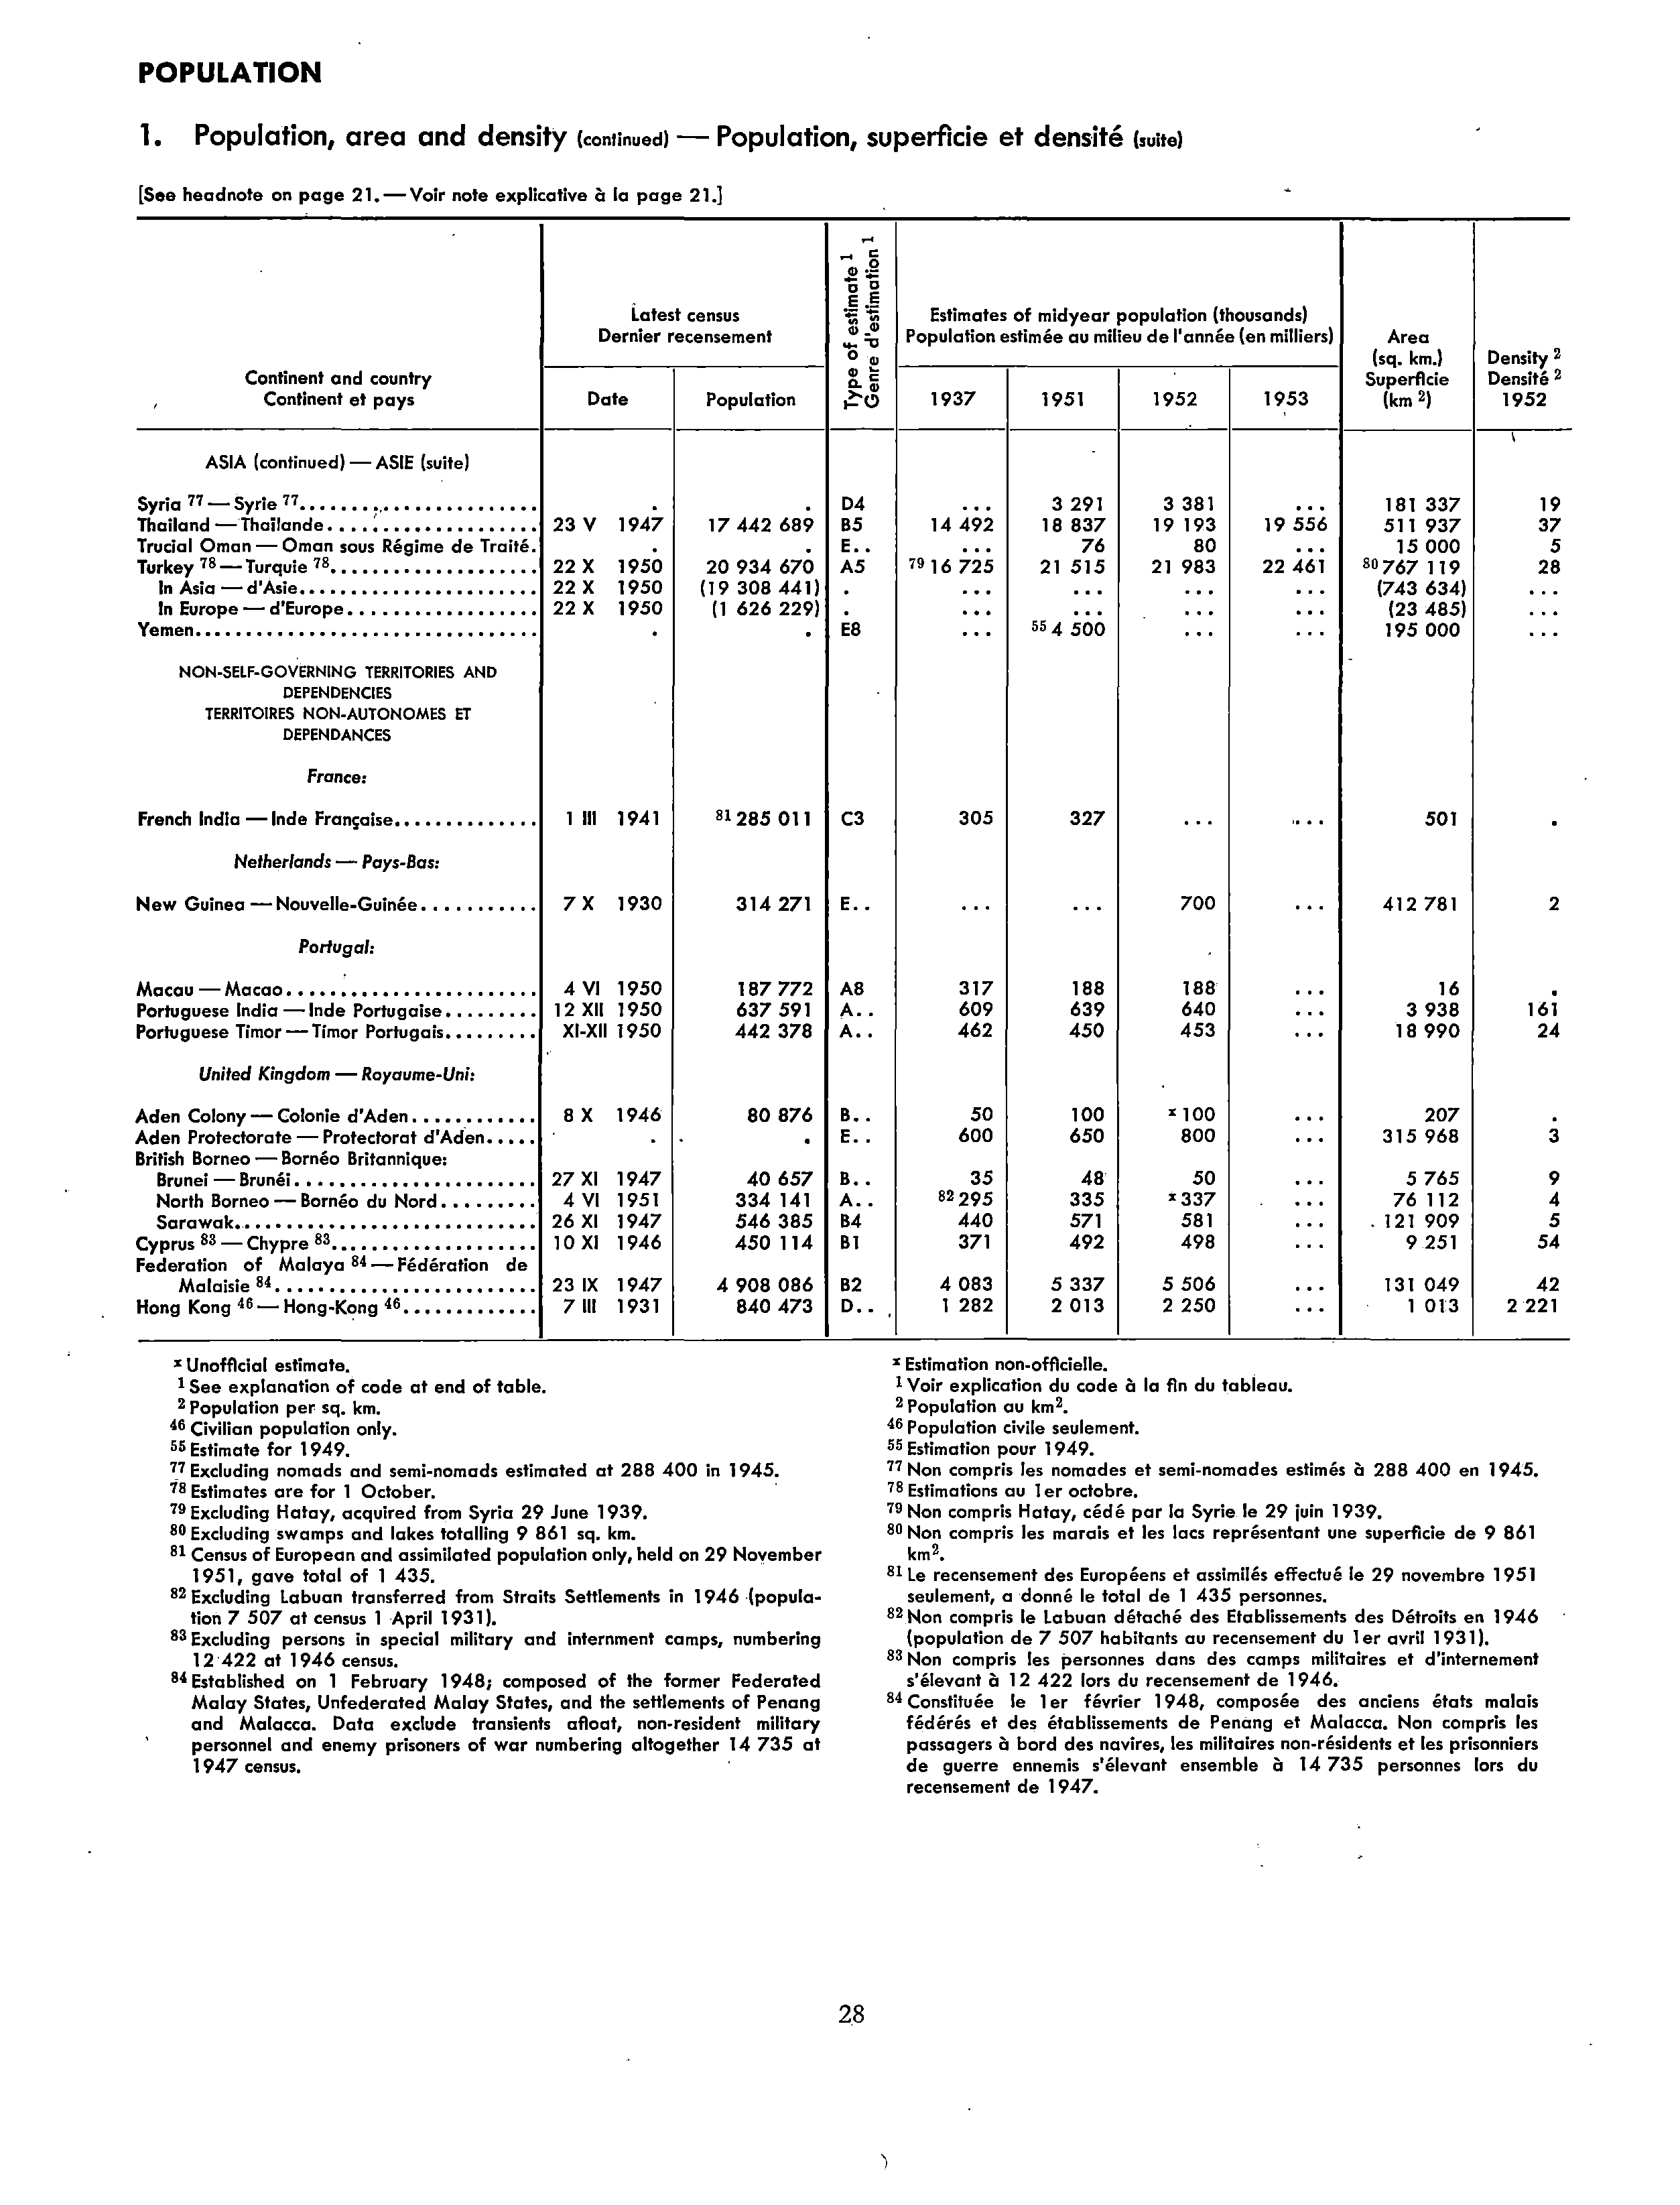 POPULATION
1. Population, area and density (continued) — Population, superficie et densité (suite)
[See headnote on page 21.—Voir note explicative à la page 21.]
Continent and country
Continent et pays
Latest census
Dernier recensement
Date
Population
Type of estimate 1
Genre d'estimation 1
Estimates of midyear population (thousands)
Population estimée au milieu de l'année (en milliers)
1937 1951 1952 1953
Area
(sq. km.)
Superficie
(km 2)
Density 2
Densité 2
1952
ASIA (continued) — ASIE (suite)
Syria 77 — Syrie 77 . . D4 ... 3 291 3 381 ... 181 337 19
Thailand — Thaïlande 23 V 1947 17 442 689 B5 14 492 18 837 19 193 19 556 511 937 37
Trucial Oman — Oman sous Régime de Traité. . . E.. ... 76 80 ... 15 000 5
Turkey 78 — Turquie 78 22 X 1950 20 934 670 A5 79 16 725 21 515 21 983 22 461 80 767 119 28
In Asia — d'Asie 22 X 1950 (19 308 441) . ... ... ... ... (743 634) ...
In Europe — d'Europe 22 X 1950 (1 626 229) . ... ... ... ... (23 485) ...
Yemen . . E8 ... 55 4 500 ... ... 195 000 ...
NON-SELF-GOVERNING TERRITORIES AND
DEPENDENCIES
TERRITOIRES NON-AUTONOMES ET
DEPENDANCES
France:
French India — Inde Française 1 III 1941 81 285 011 C3 305 327 ... ... 501 .
Netherlands — Pays-Bas:
New Guinea — Nouvelle-Guinée 7 X 1930 314 271 E.. ... ... 700 ... 412 781 2
Portugal:
Macau — Macao 4 VI 1950 187 772 A8 317 188 188 ... 16 .
Portuguese India — Inde Portugaise 12 XII 1950 637 591 A.. 609 639 640 ... 3 938 161
Portuguese Timor — Timor Portugais XI-XII 1950 442 378 A.. 462 450 453 ... 18 990 24
United Kingdom — Royaume-Uni:
Aden Colony — Colonie d'Aden 8 X 1946 80 876 B.. 50 100 x 100 ... 207 .
Aden Protectorate — Protectorat d'Aden . . E.. 600 650 800 ... 315 968 3
British Borneo — Bornéo Britannique:
Brunei — Brunéi 27 XI 1947 40 657 B.. 35 48 50 ... 5 765 9
North Borneo — Bornéo du Nord 4 VI 1951 334 141 A.. 82 295 335 x 337 ... 76 112 4
Sarawak 26 XI 1947 546 385 B4 440 571 581 ... 121 909 5
Cyprus 83 — Chypre 83 10 XI 1946 450 114 B1 371 492 498 ... 9 251 54
Federation of Malaya 84 — Fédération de
Malaisie 84 23 IX 1947 4 908 086 B2 4 083 5 337 5 506 ... 131 049 42
Hong Kong 46 — Hong-Kong 46 7 III 1931 840 473 D.. 1 282 2 013 2 250 ... 1 013 2 221
x Unofficial estimate.
1 See explanation of code at end of table.
2 Population per sq. km.
46 Civilian population only.
55 Estimate for 1949.
77 Excluding nomads and semi-nomads estimated at 288 400 in 1945.
78 Estimates are for 1 October.
79 Excluding Hatay, acquired from Syria 29 June 1939.
80 Excluding swamps and lakes totalling 9 861 sq. km.
81 Census of European and assimilated population only, held on 29 November
1951, gave total of 1 435.
82 Excluding Labuan transferred from Straits Settlements in 1946 (popula-
tion 7 507 at census 1 April 1931).
83 Excluding persons in special military and internment camps, numbering
12 422 at 1946 census.
84 Established on 1 February 1948; composed of the former Federated
Malay States, Unfederated Malay States, and the settlements of Penang
and Malacca. Data exclude transients afloat, non-resident military
personnel and enemy prisoners of war numbering altogether 14 735 at
1947 census.
x Estimation non-officielle.
1 Voir explication du code à la fin du tableau.
2 Population au km2.
46 Population civile seulement.
55 Estimation pour 1949.
77 Non compris les nomades et semi-nomades estimés à 288 400 en 1945.
78 Estimations au 1er octobre.
79 Non compris Hatay, cédé par la Syrie le 29 juin 1939.
80 Non compris les marais et les lacs représentant une superficie de 9 861
km2.
81 Le recensement des Européens et assimilés effectué le 29 novembre 1951
seulement, a donné le total de 1 435 personnes.
82 Non compris le Labuan détaché des Etablissements des Détroits en 1946
(population de 7 507 habitants au recensement du 1er avril 1931).
83 Non compris les personnes dans des camps militaires et d'internement
s'élevant à 12 422 lors du recensement de 1946.
84 Constituée le 1er février 1948, composée des anciens états malais
fédérés et des établissements de Penang et Malacca. Non compris les
passagers à bord des navires, les militaires non-résidents et les prisonniers
de guerre ennemis s'élevant ensemble à 14 735 personnes lors du
recensement de 1947.
28